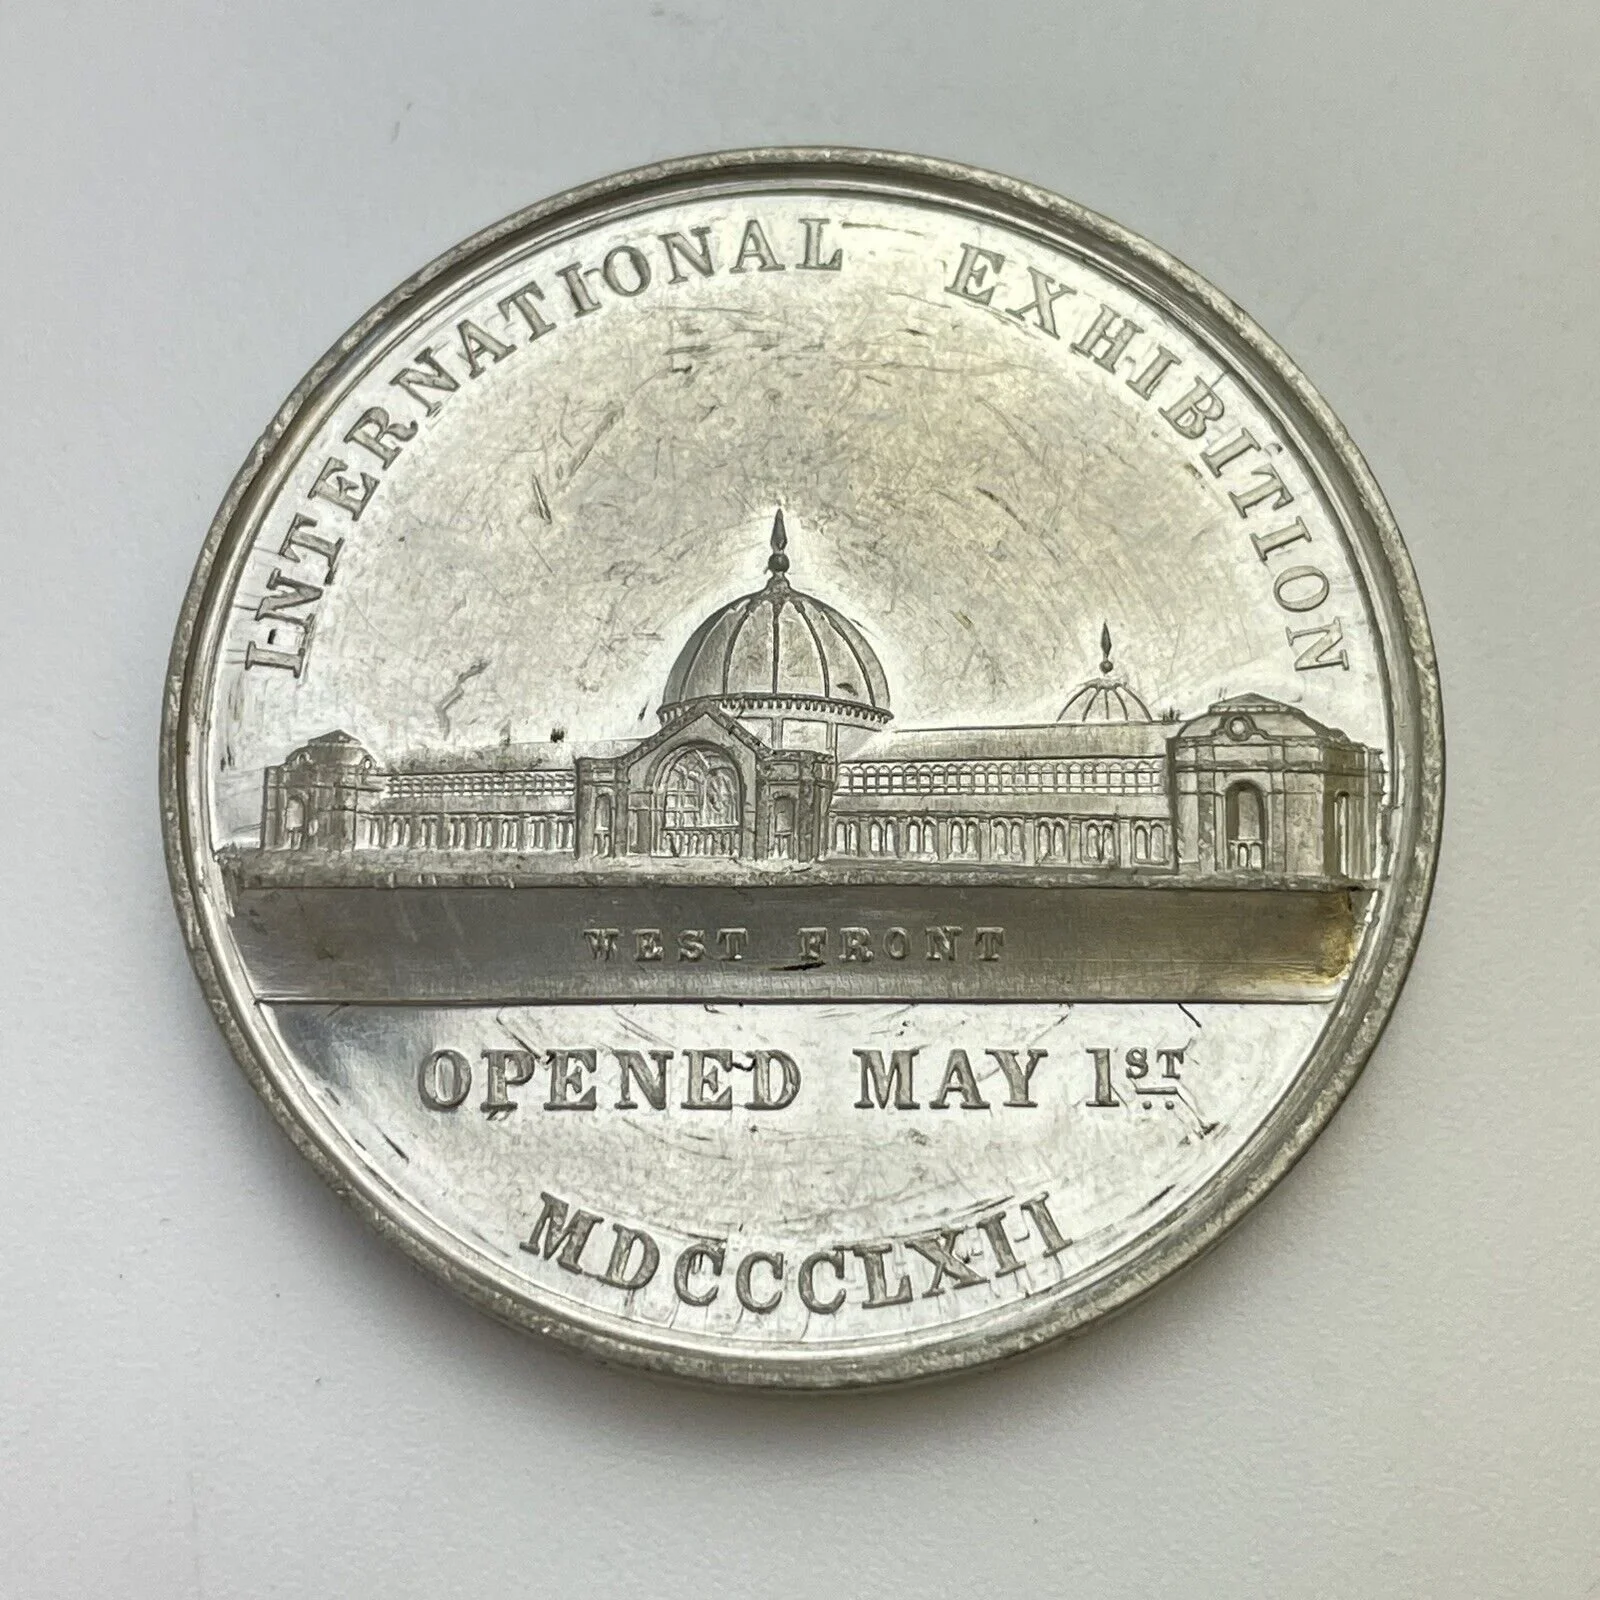 INTERNATIONAL EXHIBITION
WEST FRONT
OPENED MAY 1ST
MDCCCLXII